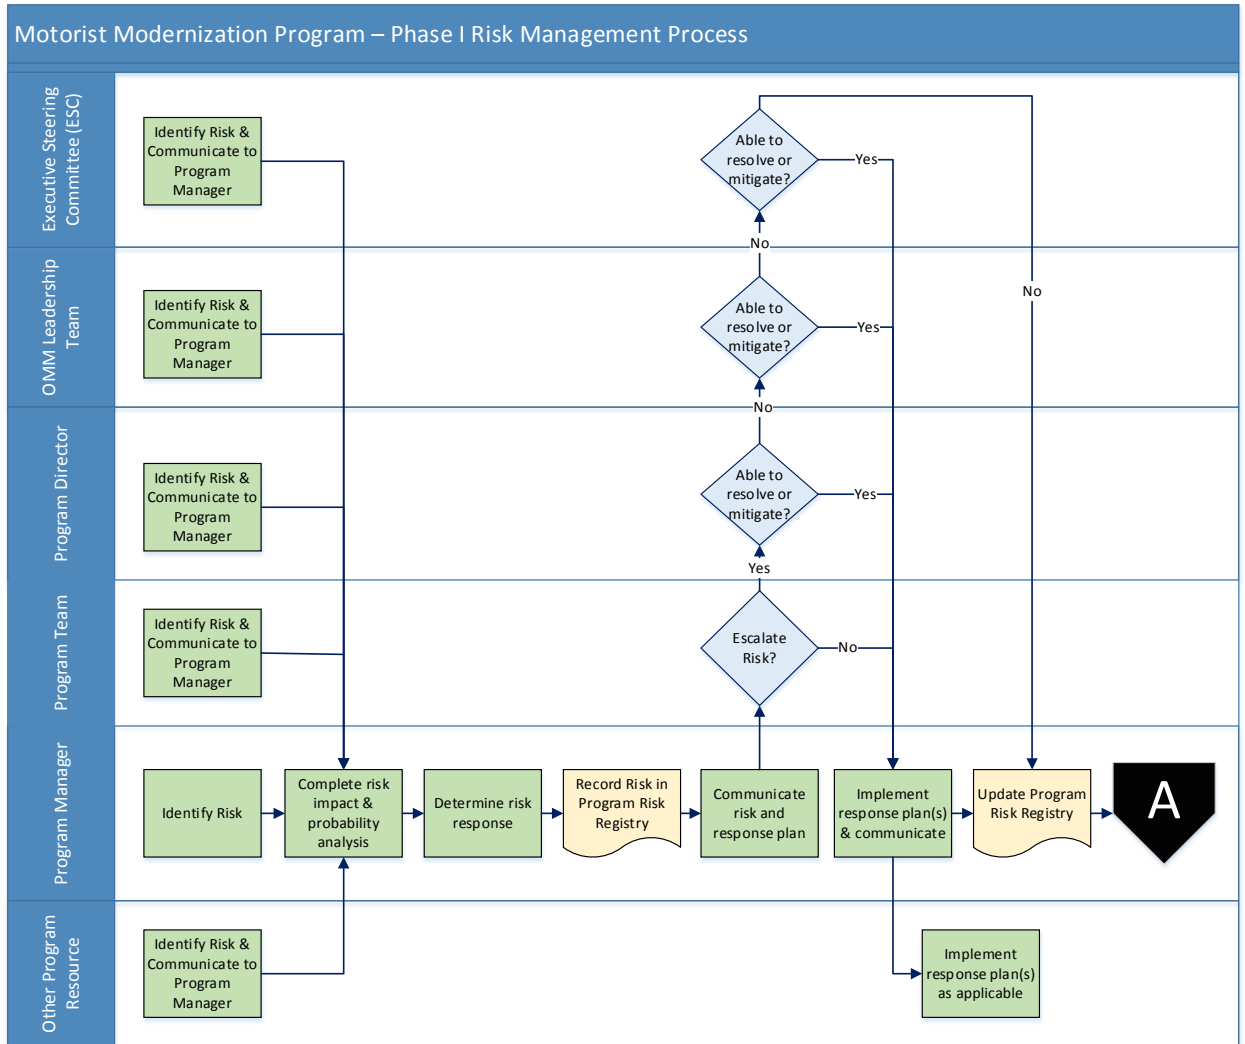 Motorist Modernization Program – Phase I Risk Management Process
Executive Steering
Committee (ESC)
Identify Risk &
Communicate to
Program
Manager
Able to
resolve or
mitigate?
Yes
No
OMM Leadership
Team
Identify Risk &
Communicate to
Program
Manager
Able to
resolve or
mitigate?
Yes
No
No
Program Director
Identify Risk &
Communicate to
Program
Manager
Able to
resolve or
mitigate?
Yes
Yes
Program Team
Identify Risk &
Communicate to
Program
Manager
Escalate
Risk?
No
Program Manager
Identify Risk
Complete risk
impact &
probability
analysis
Determine risk
response
Record Risk in
Program Risk
Registry
Communicate
risk and
response plan
Implement
response plan(s)
& communicate
Update Program
Risk Registry
A
Other Program
Resource
Identify Risk &
Communicate to
Program
Manager
Implement
response plan(s)
as applicable